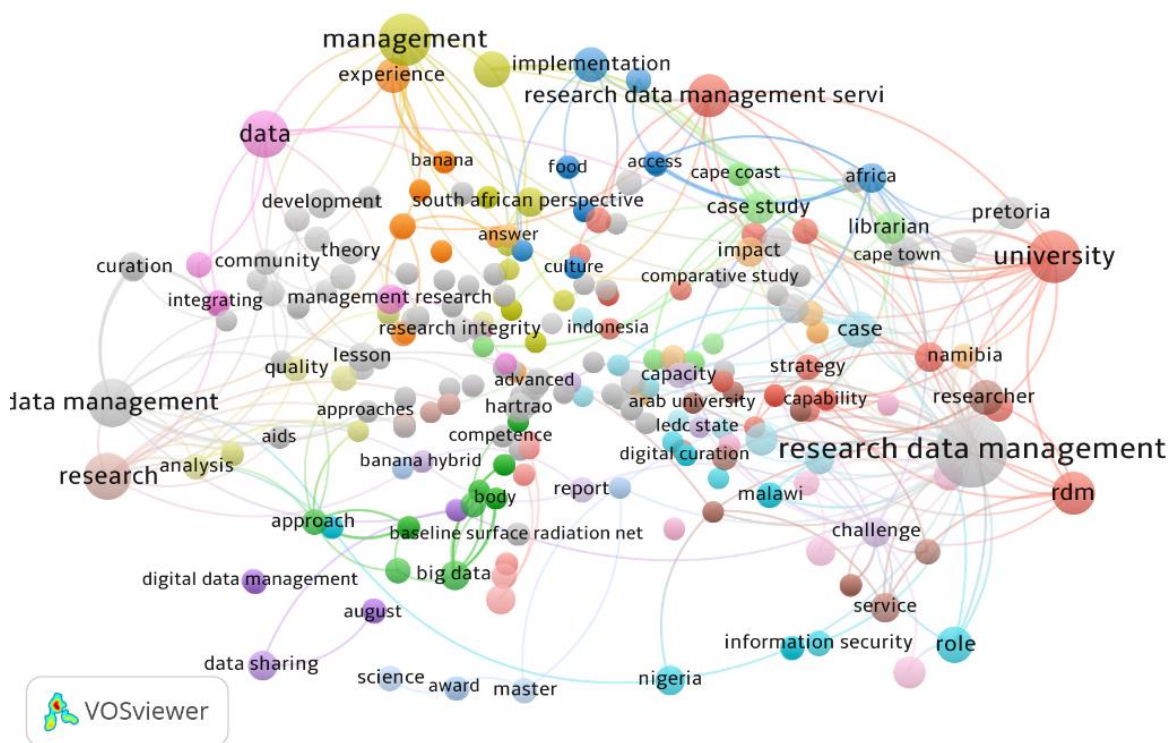 management
experience
implementation
research data management servi
data
banana
food
access
cape coast
africa
development
south african perspective
case study
librarian
pretoria
theory
answer
impact
cape town
university
curation
community
culture
comparative study
integrating
management research
research integrity
indonesia
case
quality
lesson
advanced
capacity
strategy
namibia
data management
approaches
hartrao
arab university
capability
researcher
aids
competence
ledc state
research
analysis
banana hybrid
digital curation
research data management
body
report
malawi
rdm
approach
baseline surface radiation net
challenge
digital data management
big data
august
service
data sharing
information security
role
science
award
master
nigeria
VOSviewer